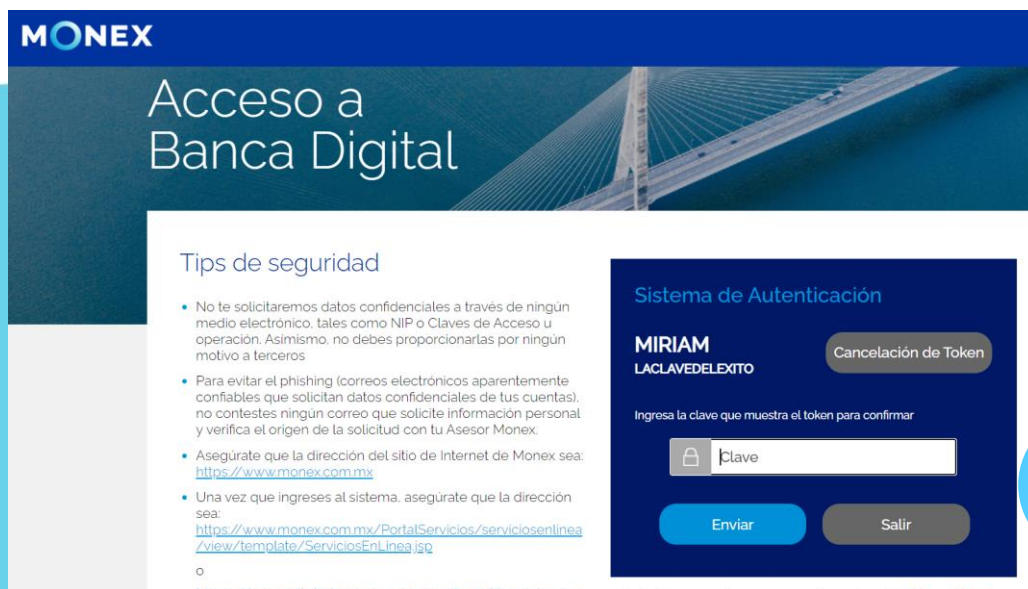 MONEX
Acceso a
Banca Digital
Tips de seguridad
• No te solicitaremos datos confidenciales a través de ningún
medio electrónico, tales como NIP o Claves de Acceso u
operación. Asimismo, no debes proporcionarlas por ningún
motivo a terceros
• Para evitar el phishing (correos electrónicos aparentemente
confiables que solicitan datos confidenciales de tus cuentas),
no contestes ningún correo que solicite información personal
y verifica el origen de la solicitud con tu Asesor Monex.
• Asegúrate que la dirección del sitio de Internet de Monex sea:
https://www.monex.com.mx
• Una vez que ingreses al sistema, asegúrate que la dirección
sea:
https://www.monex.com.mx/PortalServicios/serviciosenlinea
/view/template/ServiciosEnLinea.jsp
o
Sistema de Autenticación
MIRIAM
LACLAVEDELEXITO
Cancelación de Token
Ingresa la clave que muestra el token para confirmar
Clave
Enviar
Salir